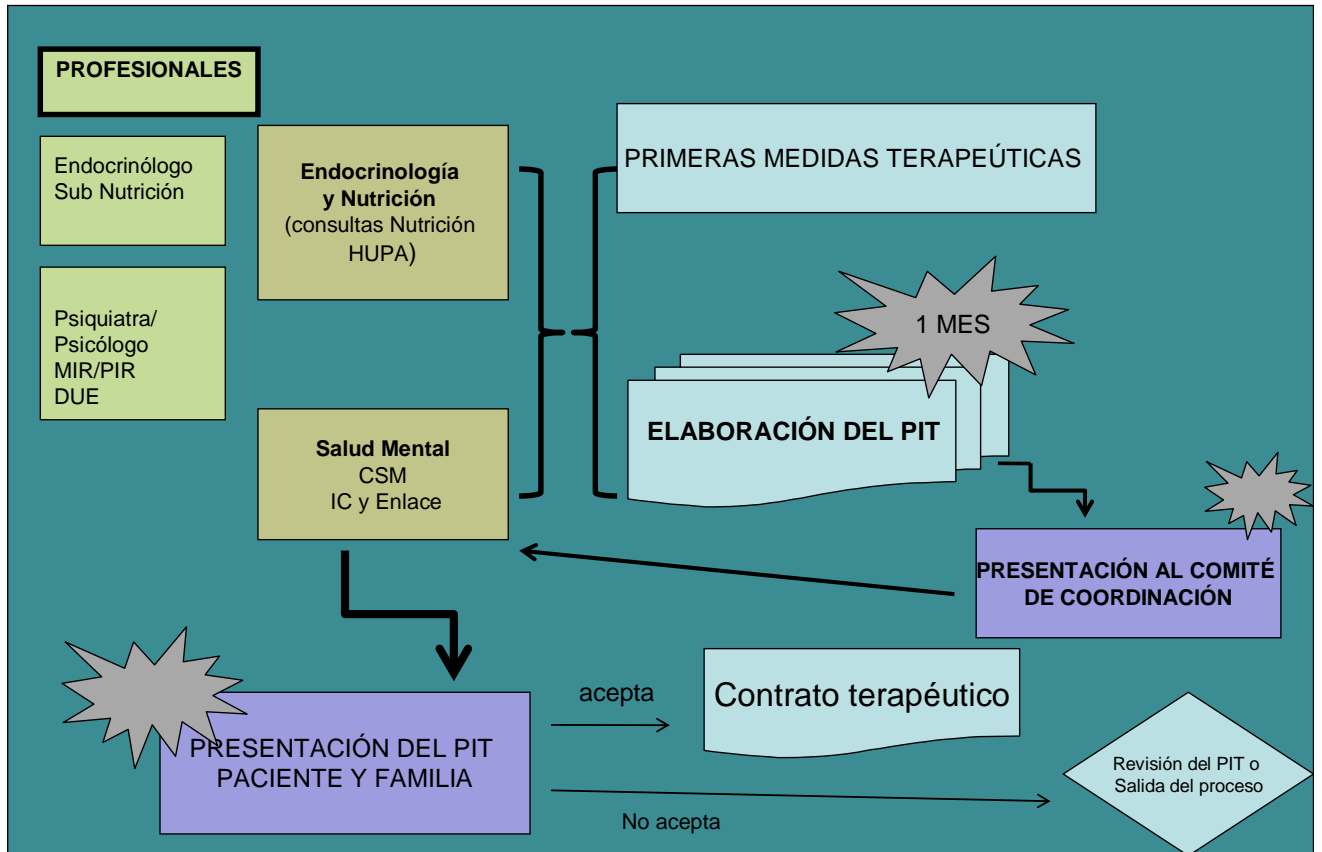 PROFESIONALES
Endocrinólogo
Sub Nutrición
Psiquiatra/
Psicólogo
MIR/PIR
DUE
Endocrinología
y Nutrición
(consultas Nutrición
HUPA)
Salud Mental
CSM
IC y Enlace
PRIMERAS MEDIDAS TERAPEÚTICAS
1 MES
ELABORACIÓN DEL PIT
PRESENTACIÓN AL COMITÉ
DE COORDINACIÓN
PRESENTACIÓN DEL PIT
PACIENTE Y FAMILIA
acepta
Contrato terapéutico
No acepta
Revisión del PIT o
Salida del proceso